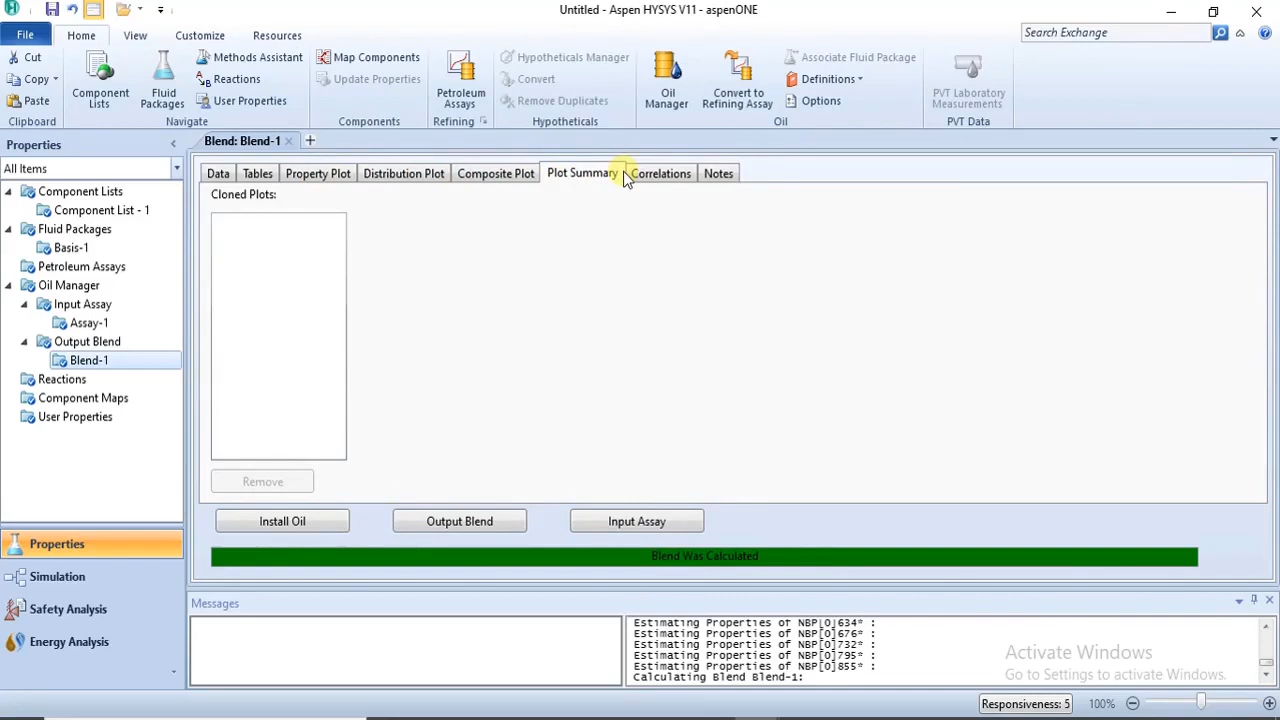 Untitled - Aspen HYSYS V11 - aspenONE
File
Home
View
Customize
Resources
Search Exchange
Cut
Copy
Paste
Clipboard
Component Lists
Fluid Packages
Methods Assistant
Reactions
User Properties
Navigate
Map Components
Update Properties
Components
Petroleum Assays
Refining
Hypotheticals Manager
Convert
Remove Duplicates
Hypotheticals
Oil Manager
Convert to Refining Assay
Associate Fluid Package
Definitions
Options
Oil
PVT Laboratory Measurements
PVT Data
Properties
All Items
Component Lists
Component List - 1
Fluid Packages
Basis-1
Petroleum Assays
Oil Manager
Input Assay
Assay-1
Output Blend
Blend-1
Reactions
Component Maps
User Properties
Properties
Simulation
Safety Analysis
Energy Analysis
Blend: Blend-1
Data
Tables
Property Plot
Distribution Plot
Composite Plot
Plot Summary
Correlations
Notes
Cloned Plots:
Remove
Install Oil
Output Blend
Input Assay
Blend Was Calculated
Messages
Estimating Properties of NBP[0]634* :
Estimating Properties of NBP[0]676* :
Estimating Properties of NBP[0]732* :
Estimating Properties of NBP[0]795* :
Estimating Properties of NBP[0]855* :
Calculating Blend Blend-1:
Activate Windows
Go to Settings to activate Windows.
Responsiveness: 5
100%